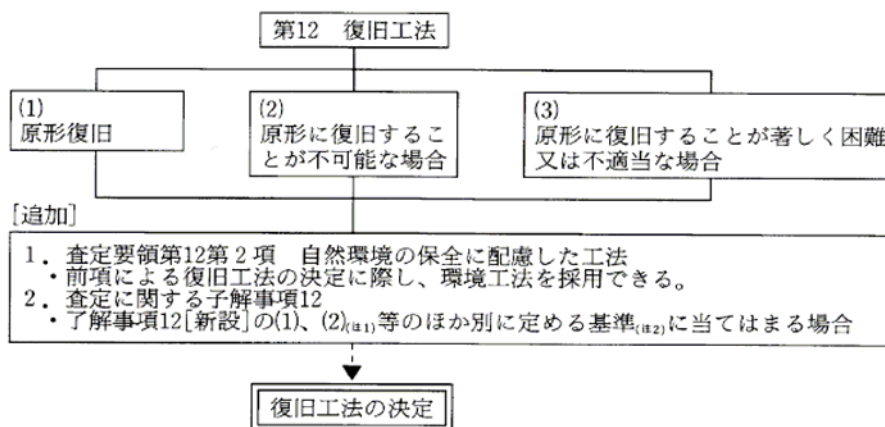 第12 復旧工法
(1)
原形復旧
(2)
原形に復旧するこ
とが不可能な場合
(3)
原形に復旧することが著しく困難
又は不適当な場合
[追加]
1. 査定要領第12第2項 自然環境の保全に配慮した工法
・前項による復旧工法の決定に際し、環境工法を採用できる。
2. 査定に関する子解事項12
・了解事項12[新設]の(1)、(2)(注1)等のほか別に定める基準(注2)に当てはまる場合
復旧工法の決定